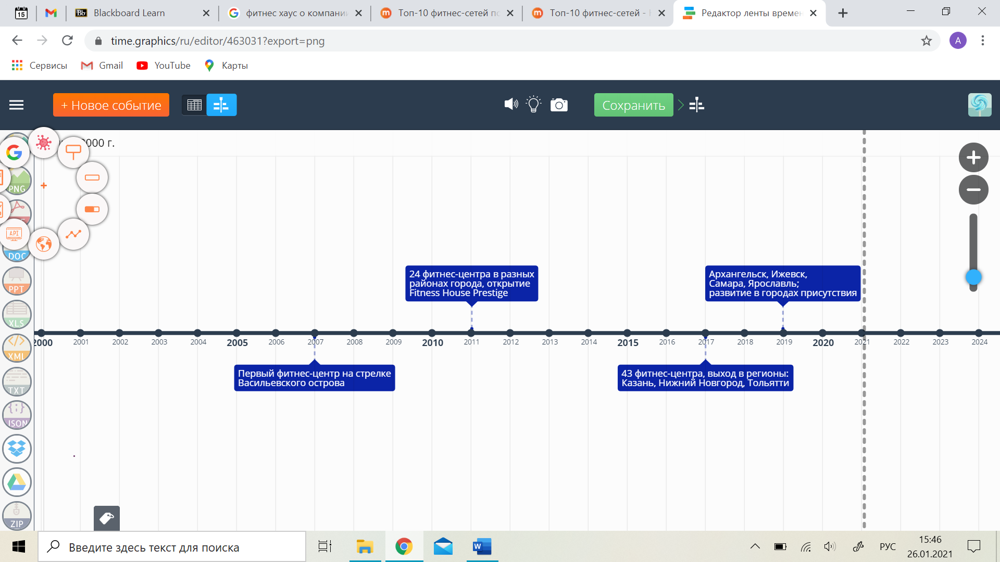 15
Blackboard Learn
фитнес хаус о компани
Топ-10 фитнес-сетей по
Топ-10 фитнес-сетей -
Редактор ленты времен
time.graphics/ru/editor/463031?export=png
A
Сервисы
Gmail
YouTube
Карты
+ Новое событие
Сохранить
000 г.
PNG
API
DOC
PPT
XLS
XML
TXT
JSON
ZIP
24 фитнес-центра в разных
районах города, открытие
Fitness House Prestige
Архангельск, Ижевск,
Самара, Ярославль;
развитие в городах присутствия
2000 2001 2002 2003 2004 2005 2006 2007 2008 2009 2010 2011 2012 2013 2014 2015 2016 2017 2018 2019 2020 2021 2022 2023 2024
Первый фитнес-центр на стрелке
Васильевского острова
43 фитнес-центра, выход в регионы:
Казань, Нижний Новгород, Тольятти
Введите здесь текст для поиска
РУС
15:46
26.01.2021